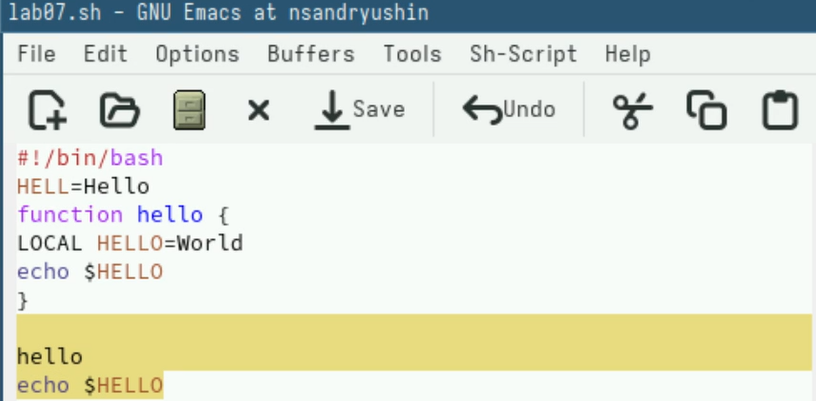 lab07.sh - GNU Emacs at nsandryushin
File Edit Options Buffers Tools Sh-Script Help
Save Undo
#!/bin/bash
HELL=Hello
function hello {
LOCAL HELLO=World
echo $HELLO
}
hello
echo $HELLO